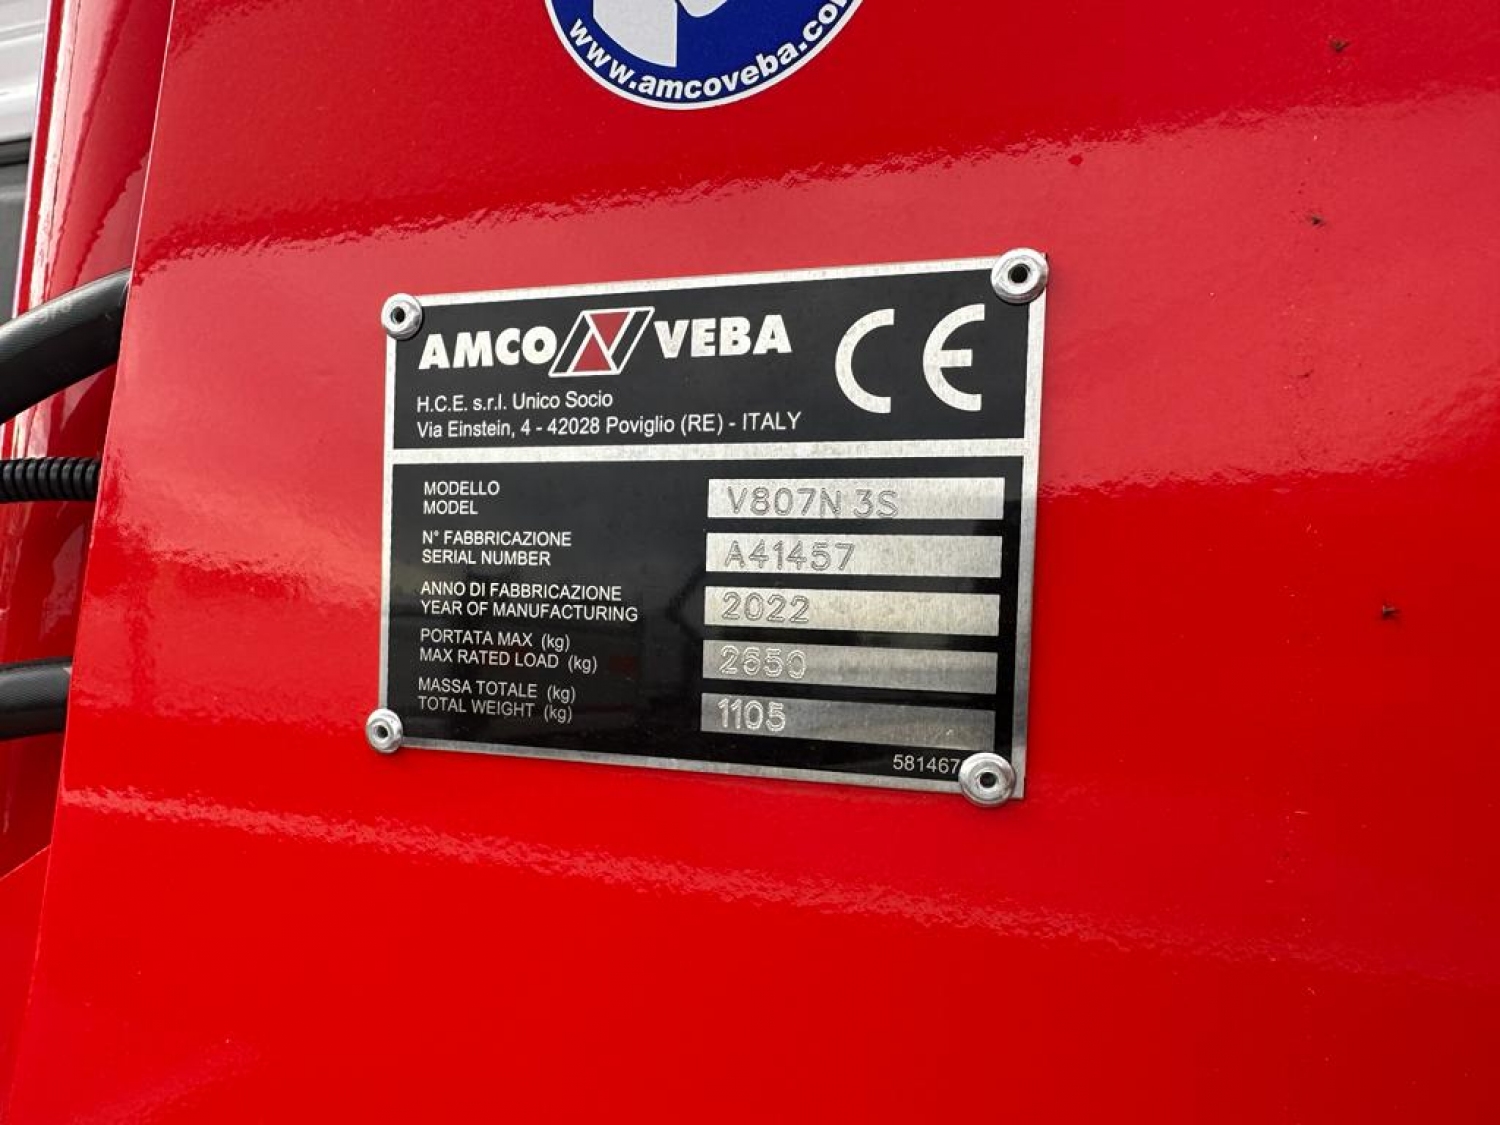 www.amcoveba.com
AMCO VEBA CE
H.C.E. s.r.l. Unico Socio
Via Einstein, 4 - 42028 Poviglio (RE) - ITALY
MODELLO
MODEL V807N 3S
N° FABBRICAZIONE
SERIAL NUMBER A41457
ANNO DI FABBRICAZIONE
YEAR OF MANUFACTURING 2022
PORTATA MAX (kg)
MAX RATED LOAD (kg) 2650
MASSA TOTALE (kg)
TOTAL WEIGHT (kg) 1105
581467